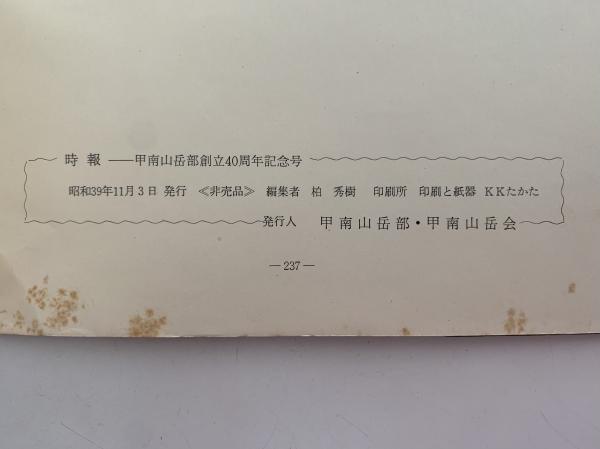 時報――甲南山岳部創立40周年記念号
昭和39年11月3日 発行 ≪非売品≫ 編集者 柏 秀樹 印刷所 印刷と紙器 KKたかた
発行人 甲南山岳部・甲南山岳会
―237―